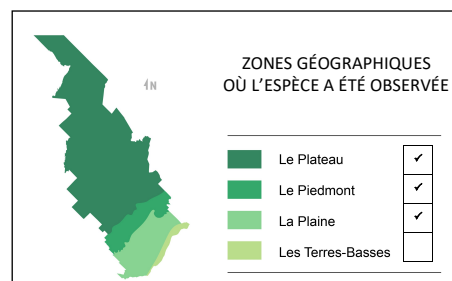 ZONES GÉOGRAPHIQUES
OÙ L'ESPÈCE A ÉTÉ OBSERVÉE
N
Le Plateau ✓
Le Piedmont ✓
La Plaine ✓
Les Terres-Basses